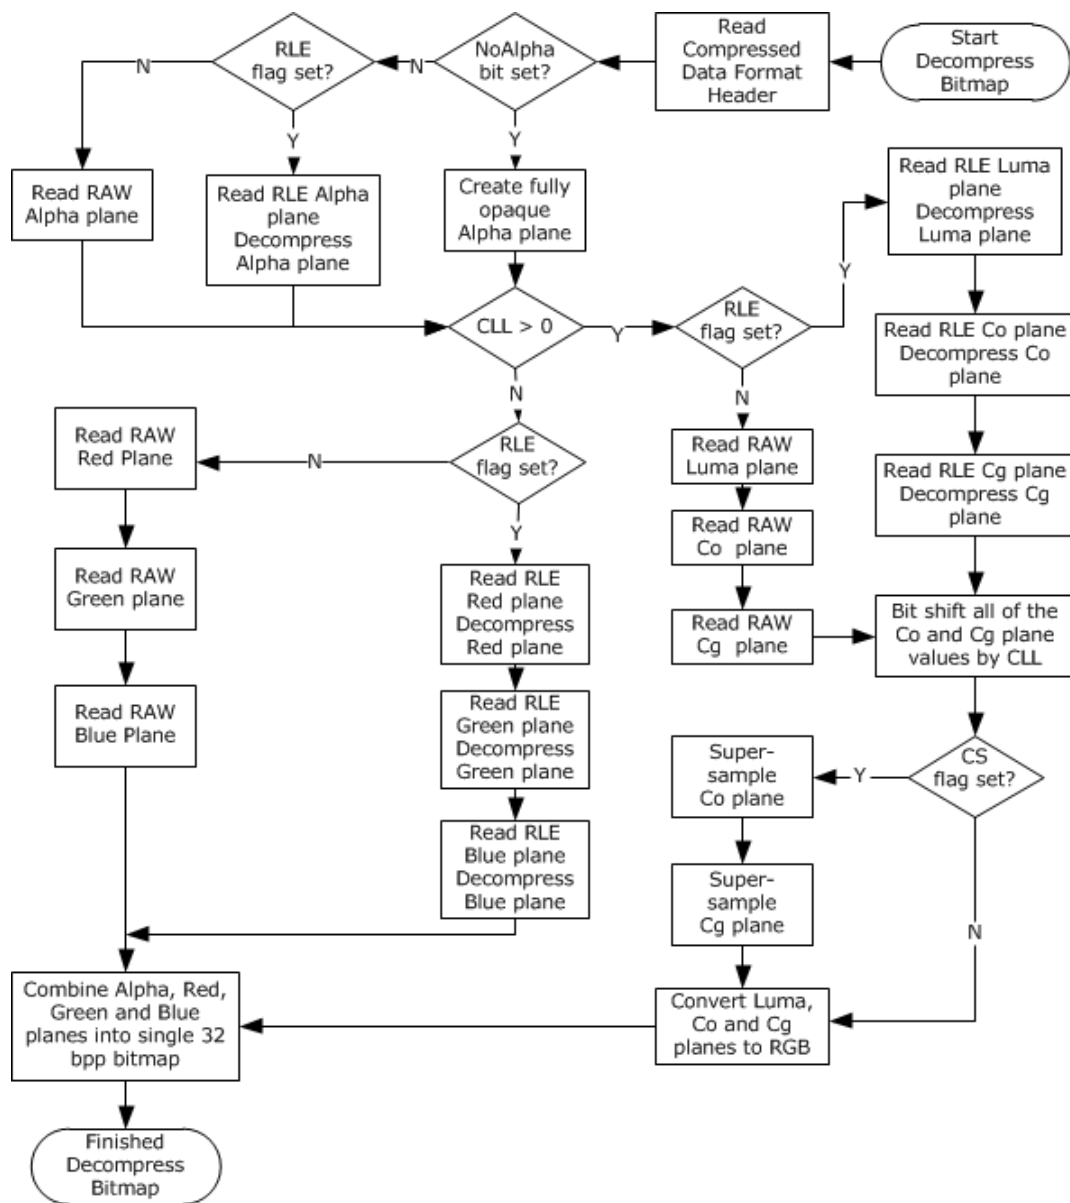 Start
Decompress
Bitmap
Read
Compressed
Data Format
Header
NoAlpha
bit set?
N
RLE
flag set?
N
Y
Y
Read RAW
Alpha plane
Read RLE Alpha
plane
Decompress
Alpha plane
Create fully
opaque
Alpha plane
CLL > 0
Y
RLE
flag set?
Y
Read RLE Luma
plane
Decompress
Luma plane
Read RLE Co plane
Decompress Co
plane
Read RLE Cg plane
Decompress Cg
plane
N
Read RAW
Luma plane
Read RAW
Co plane
Read RAW
Cg plane
Bit shift all of the
Co and Cg plane
values by CLL
CS
flag set?
Y
Super-
sample
Co plane
Super-
sample
Cg plane
N
Convert Luma,
Co and Cg
planes to RGB
N
RLE
flag set?
N
Read RAW
Red Plane
Read RAW
Green plane
Read RAW
Blue Plane
Y
Read RLE
Red plane
Decompress
Red plane
Read RLE
Green plane
Decompress
Green plane
Read RLE
Blue plane
Decompress
Blue plane
Combine Alpha, Red,
Green and Blue
planes into single 32
bpp bitmap
Finished
Decompress
Bitmap